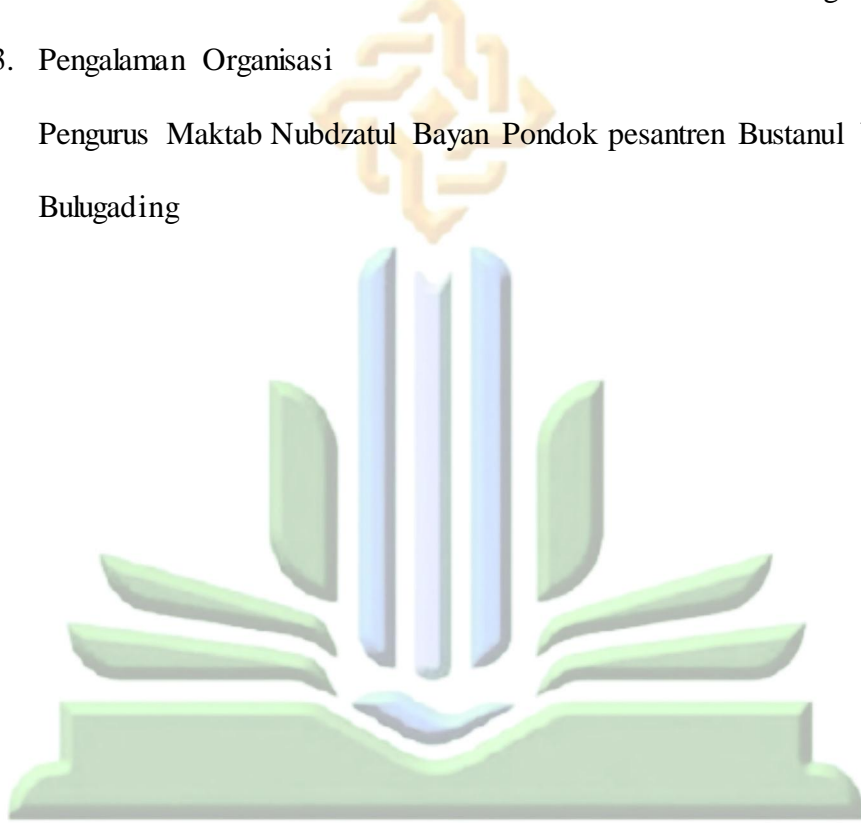 3. Pengalaman Organisasi
Pengurus Maktab Nubdzatul Bayan Pondok pesantren Bustanul
Bulugading